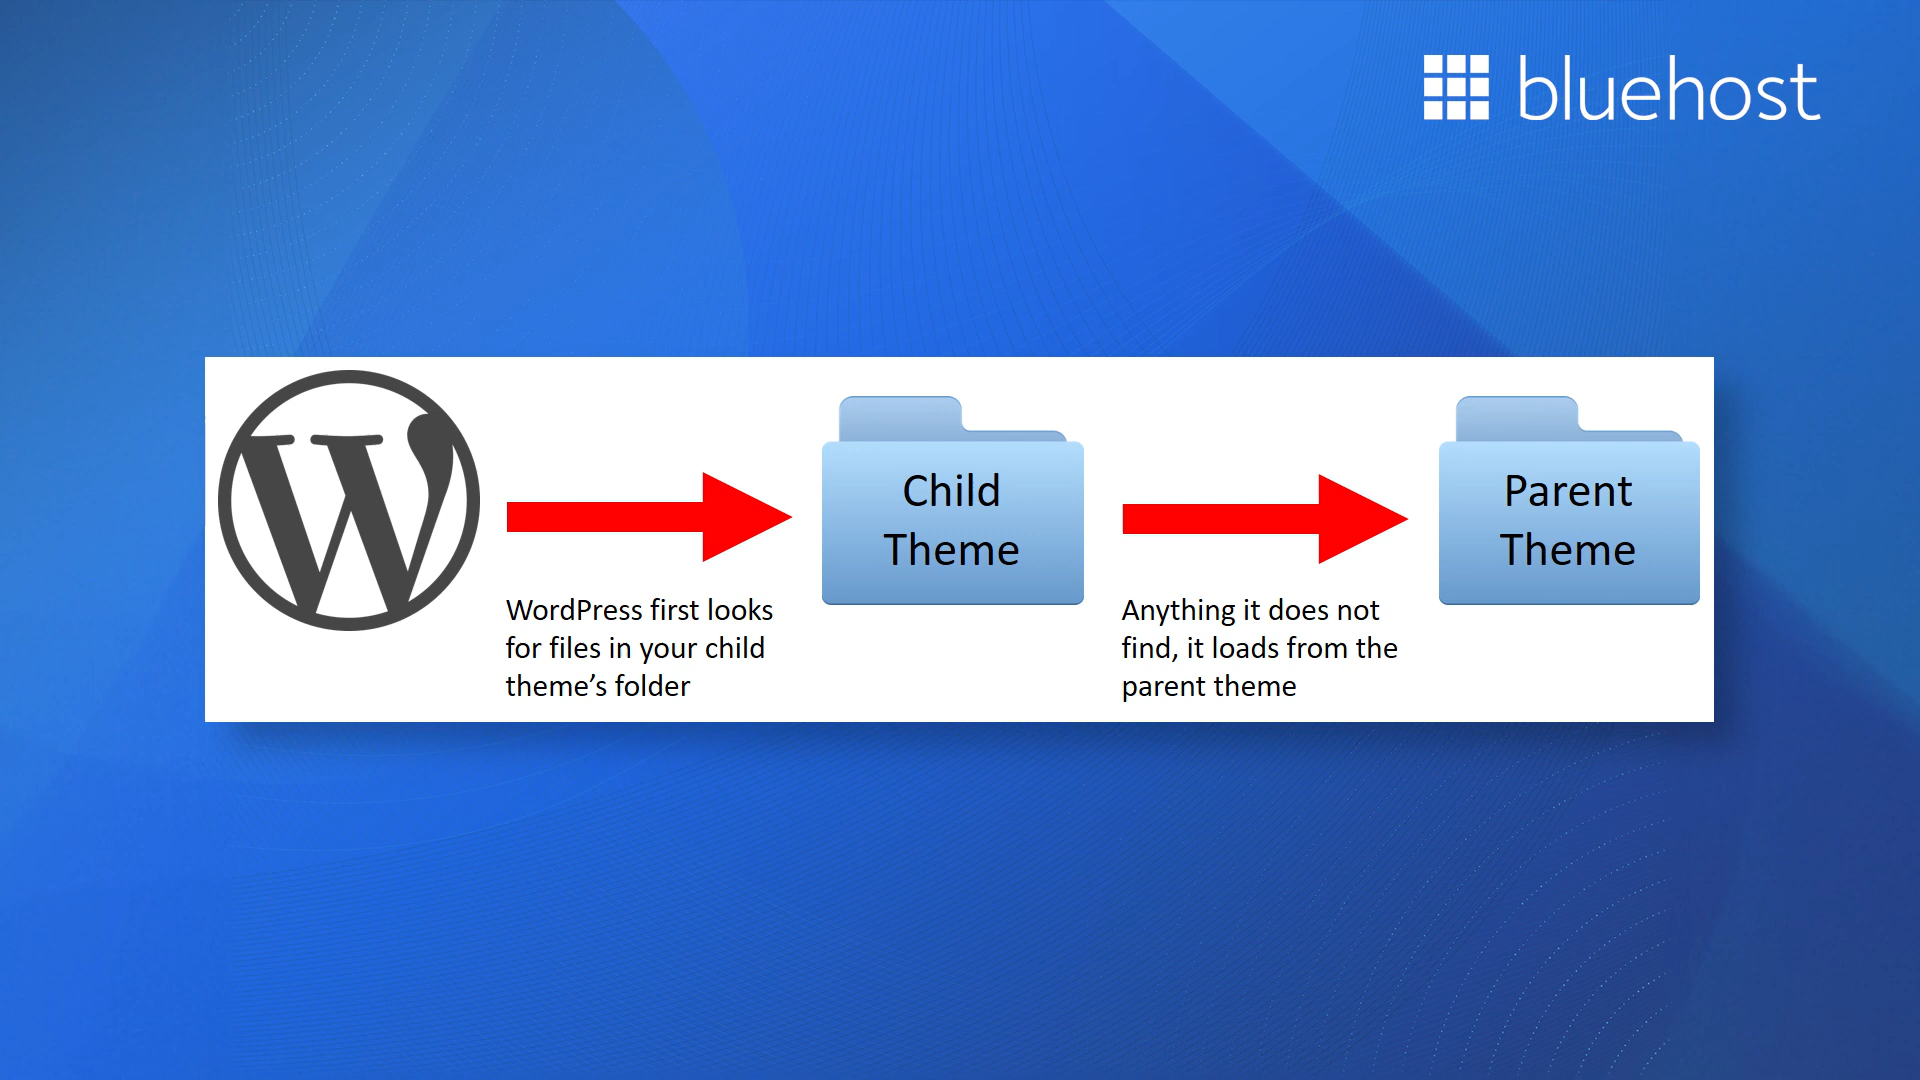 bluehost
Child
Theme
Parent
Theme
WordPress first looks
for files in your child
theme’s folder
Anything it does not
find, it loads from the
parent theme